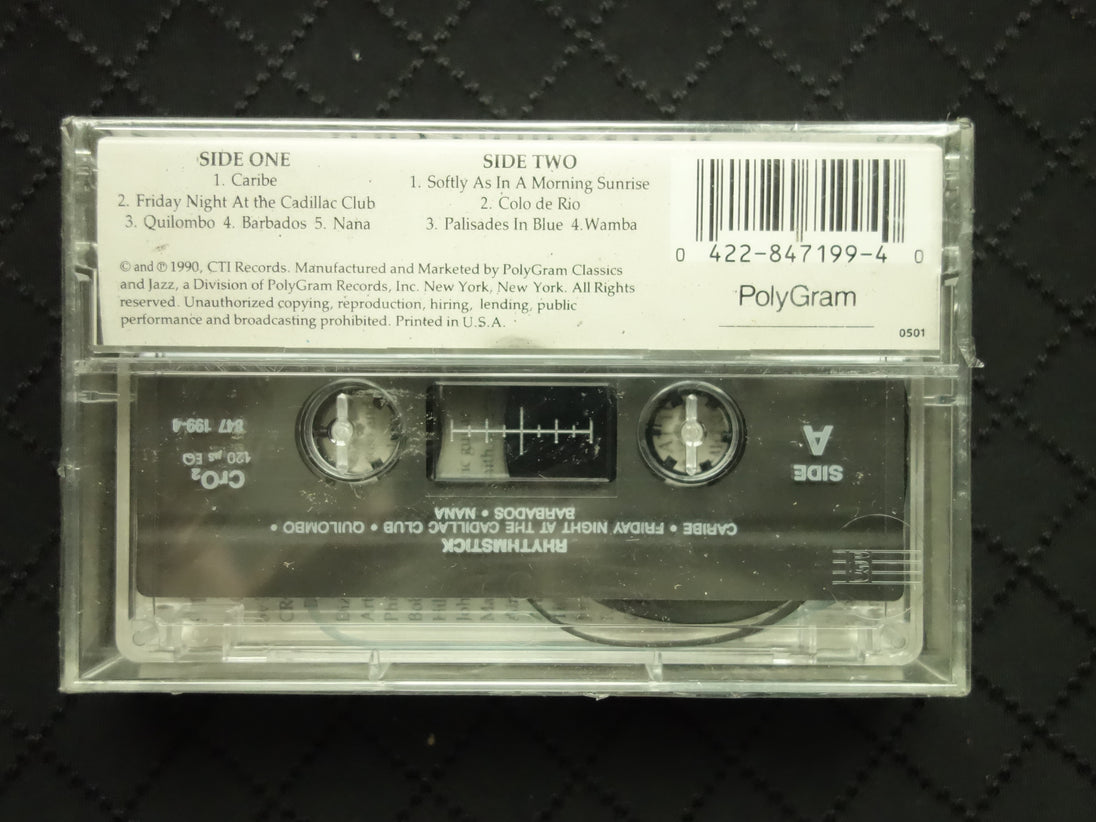 SIDE ONE
1. Caribe
2. Friday Night At the Cadillac Club
3. Quilombo 4. Barbados 5. Nana
SIDE TWO
1. Softly As In A Morning Sunrise
2. Colo de Rio
3. Palisades In Blue 4.Wamba
© and ℗ 1990, CTI Records. Manufactured and Marketed by PolyGram Classics
and Jazz, a Division of PolyGram Records, Inc. New York, New York. All Rights
reserved. Unauthorized copying, reproduction, hiring, lending, public
performance and broadcasting prohibited. Printed in U.S.A.
0 422-847199-4 0
PolyGram
0501
RHYTHMSTICK
CARIBE • FRIDAY NIGHT AT THE CADILLAC CLUB • QUILOMBO •
BARBADOS • NANA
SIDE
A
CrO₂
120 µs EQ
847 199-4